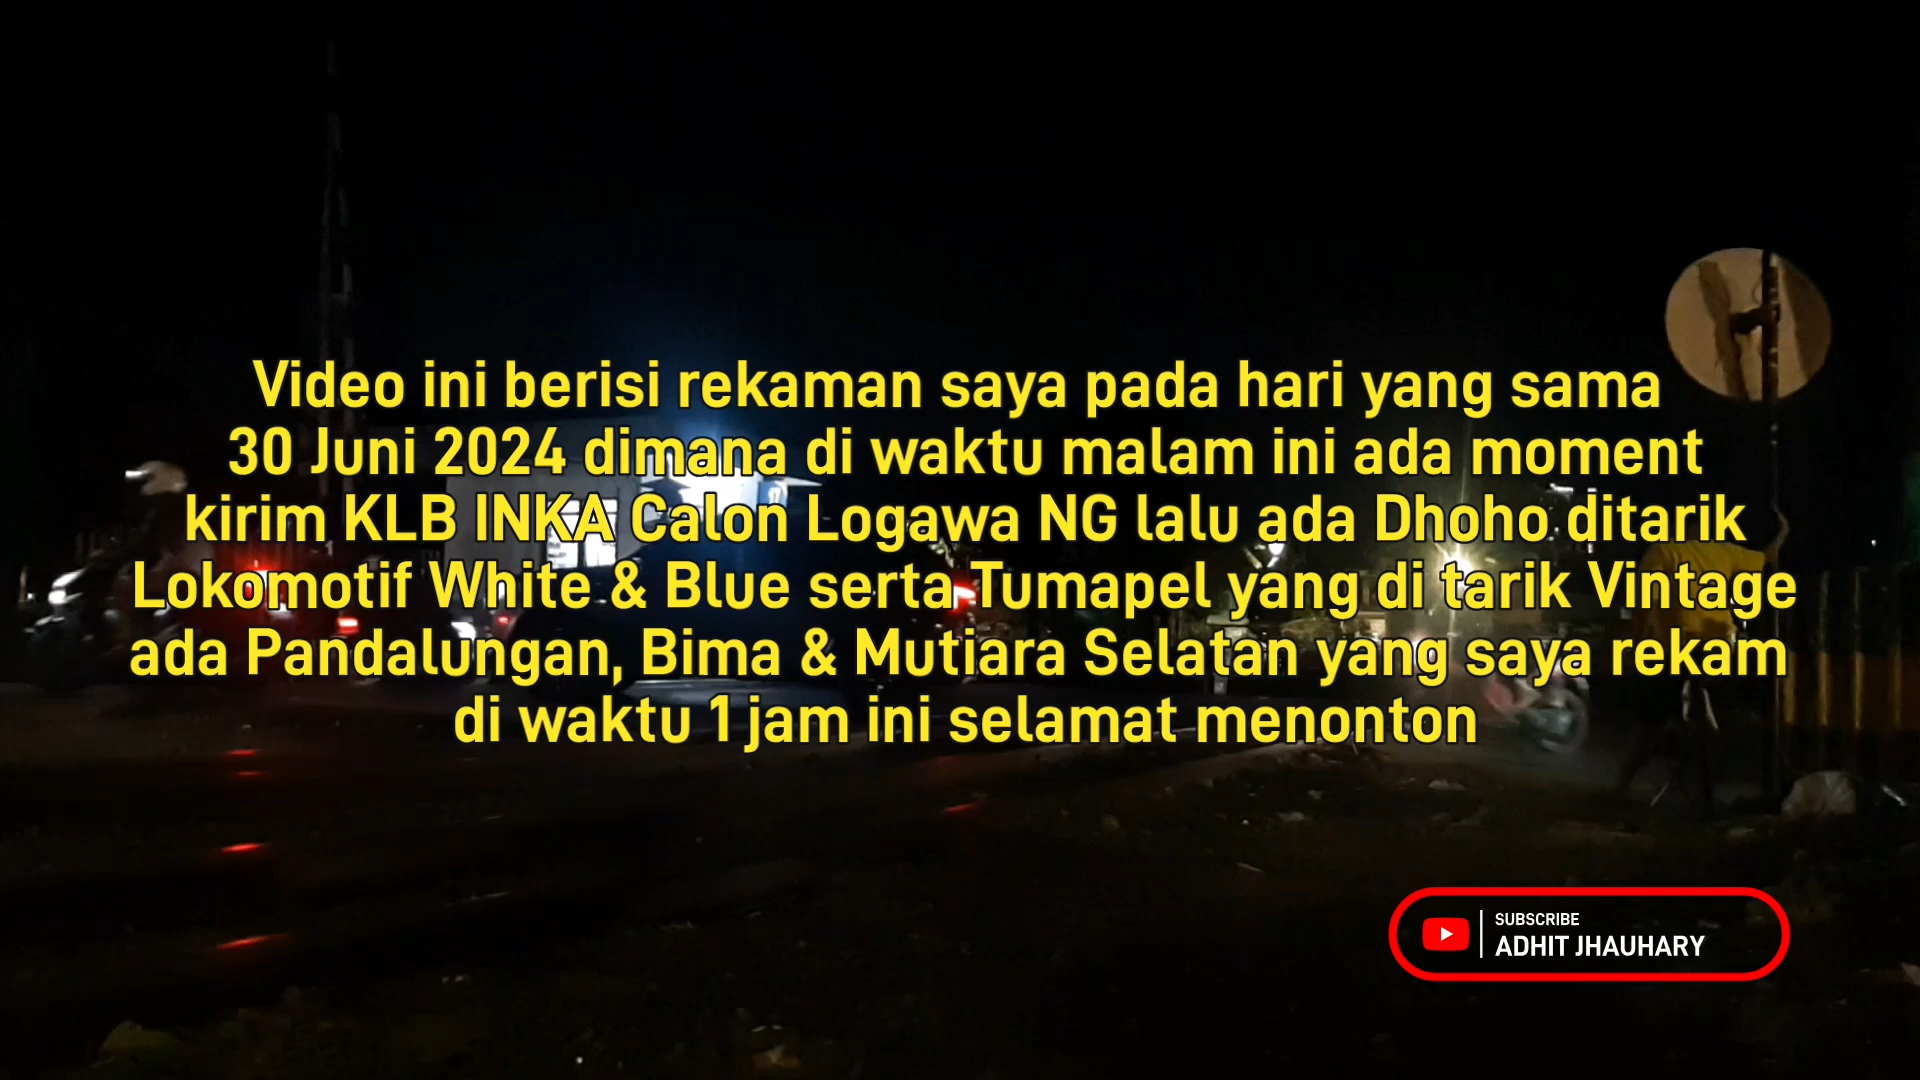 Video ini berisi rekaman saya pada hari yang sama
30 Juni 2024 dimana di waktu malam ini ada moment
kirim KLB INKA Calon Logawa NG lalu ada Dhoho ditarik
Lokomotif White & Blue serta Tumapel yang di tarik Vintage
ada Pandalungan, Bima & Mutiara Selatan yang saya rekam
di waktu 1 jam ini selamat menonton
SUBSCRIBE
ADHIT JHAUHARY